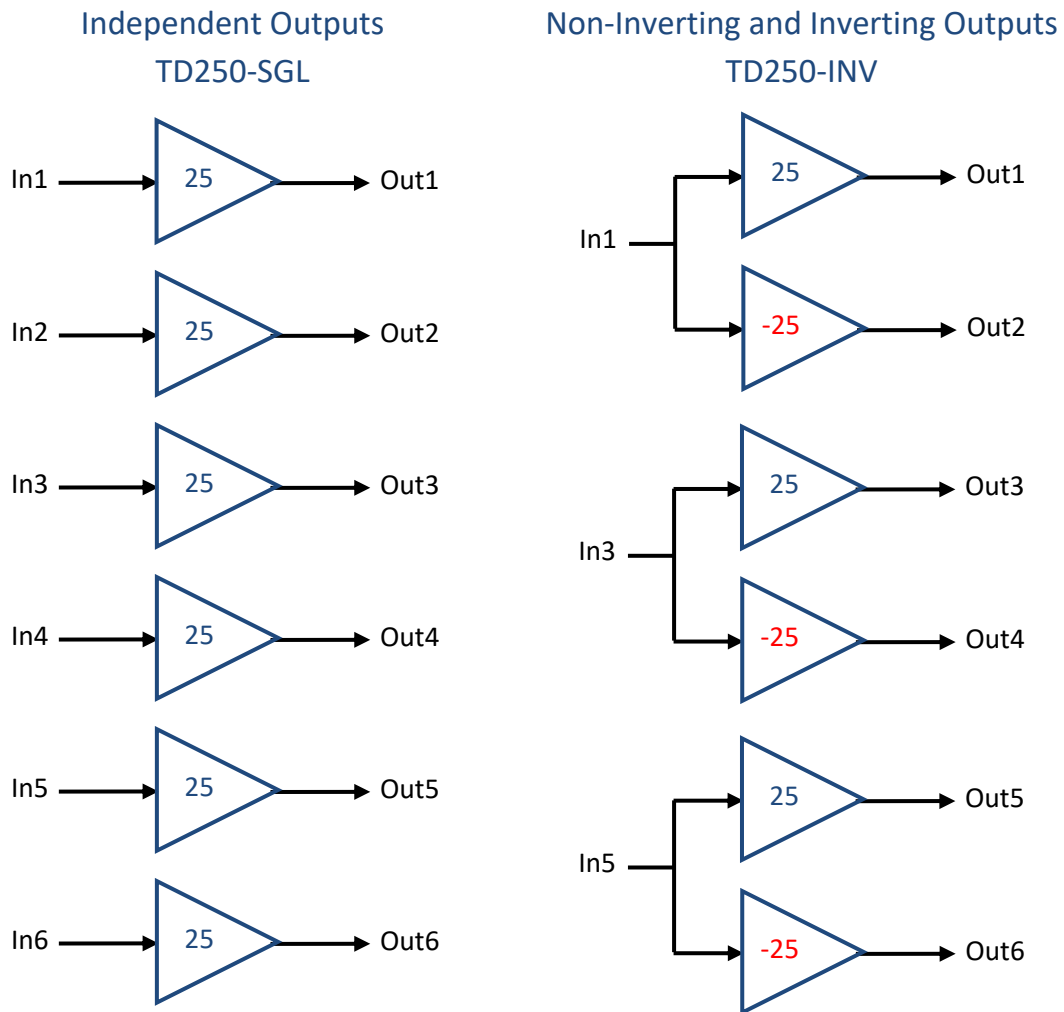 Independent Outputs
TD250-SGL
In1
25
Out1
In2
25
Out2
In3
25
Out3
In4
25
Out4
In5
25
Out5
In6
25
Out6
Non-Inverting and Inverting Outputs
TD250-INV
In1
25
Out1
-25
Out2
In3
25
Out3
-25
Out4
In5
25
Out5
-25
Out6